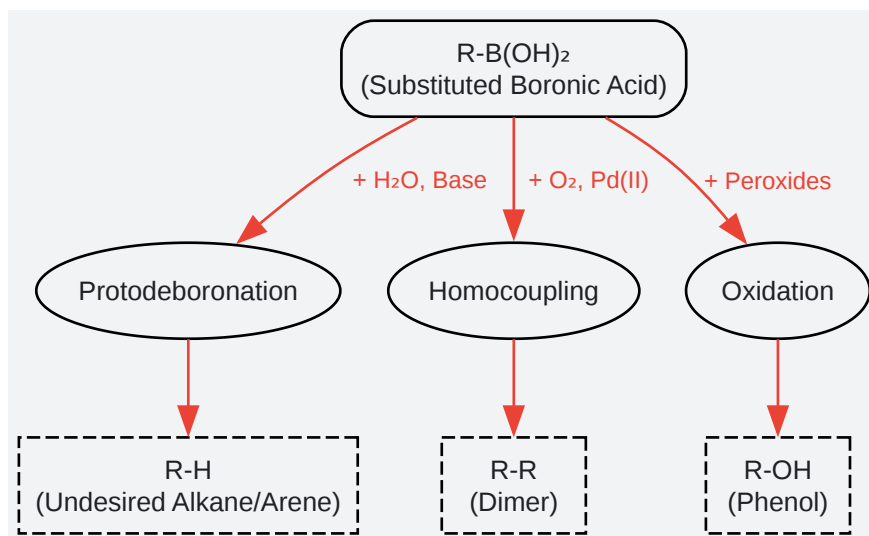 R-B(OH)₂
(Substituted Boronic Acid)
+ H₂O, Base
+ O₂, Pd(II)
+ Peroxides
Protodeboronation
Homocoupling
Oxidation
R-H
(Undesired Alkane/Arene)
R-R
(Dimer)
R-OH
(Phenol)